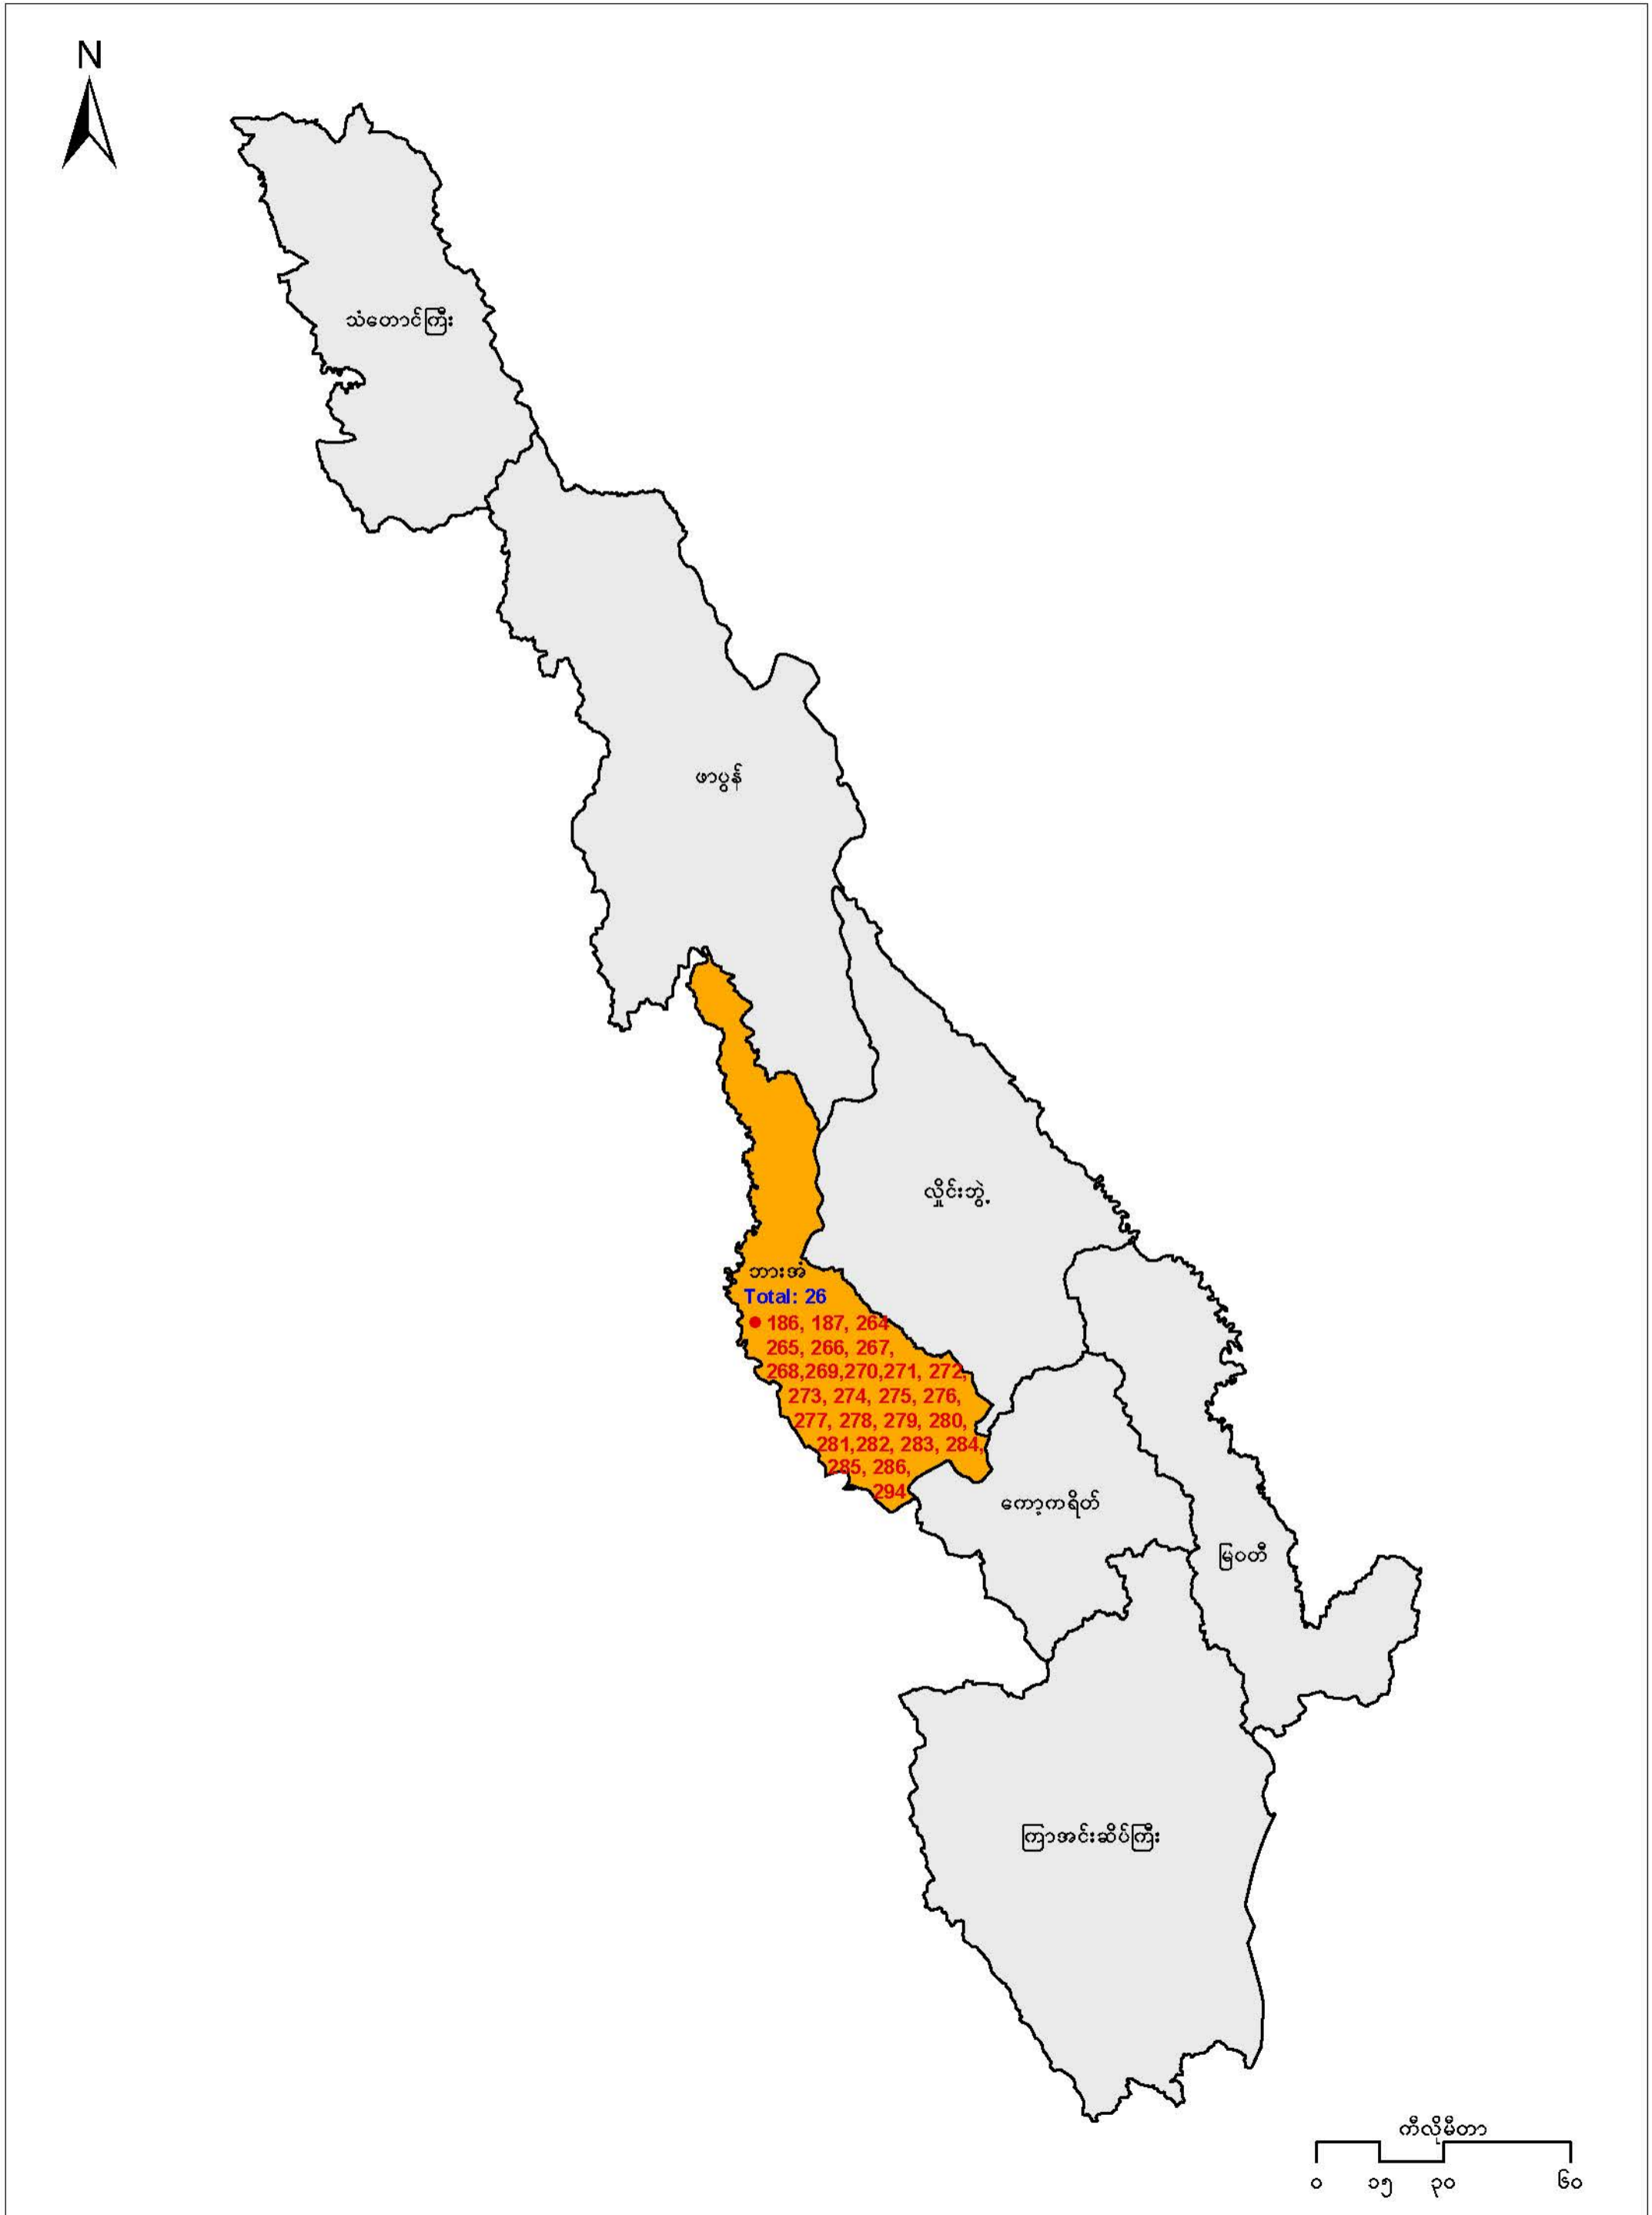 N
သံတောင်ကြီး
ဖာပွန်
လှိုင်းဘွဲ့
ဘားအံ
Total: 26
186, 187, 264
265, 266, 267,
268,269,270,271, 272,
273, 274, 275, 276,
277, 278, 279, 280,
281,282, 283, 284,
285, 286,
294
ကော့ကရိတ်
မြဝတီ
ကြာအင်းဆိပ်ကြီး
ကီလိုမီတာ
၀ ၁၅ ၃၀ ၆၀